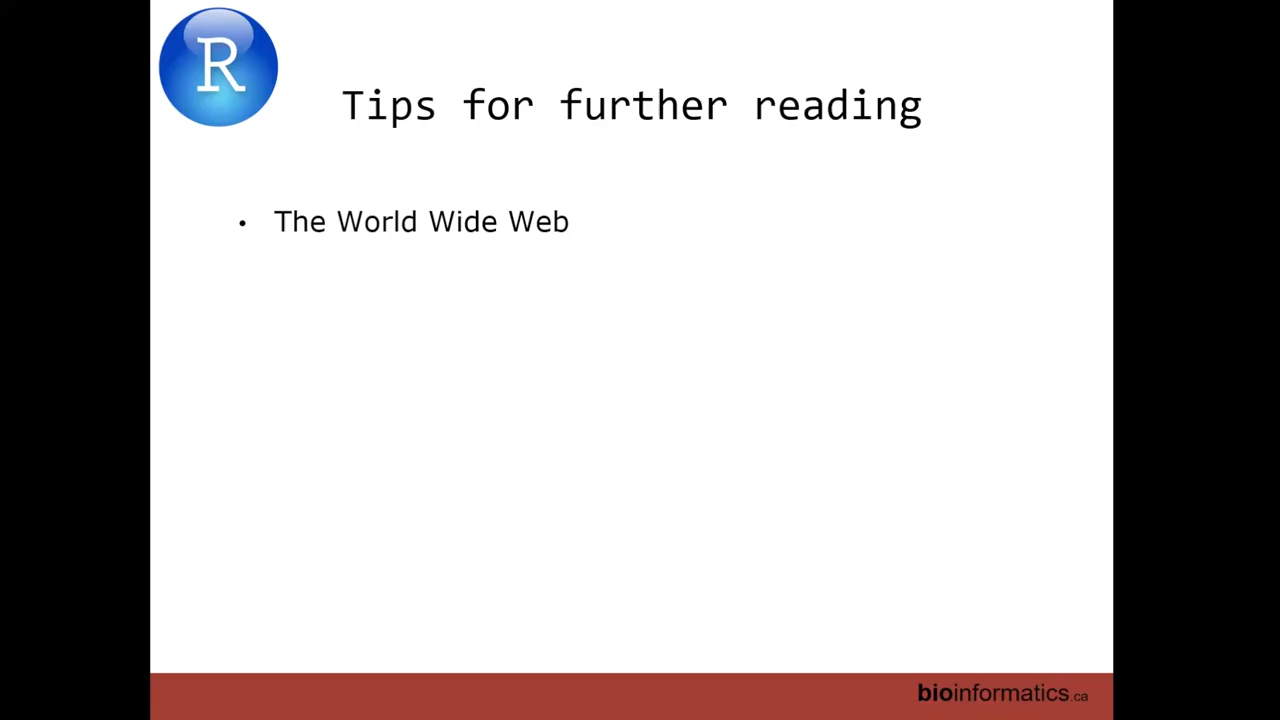 R
Tips for further reading
• The World Wide Web
bioinformatics.ca